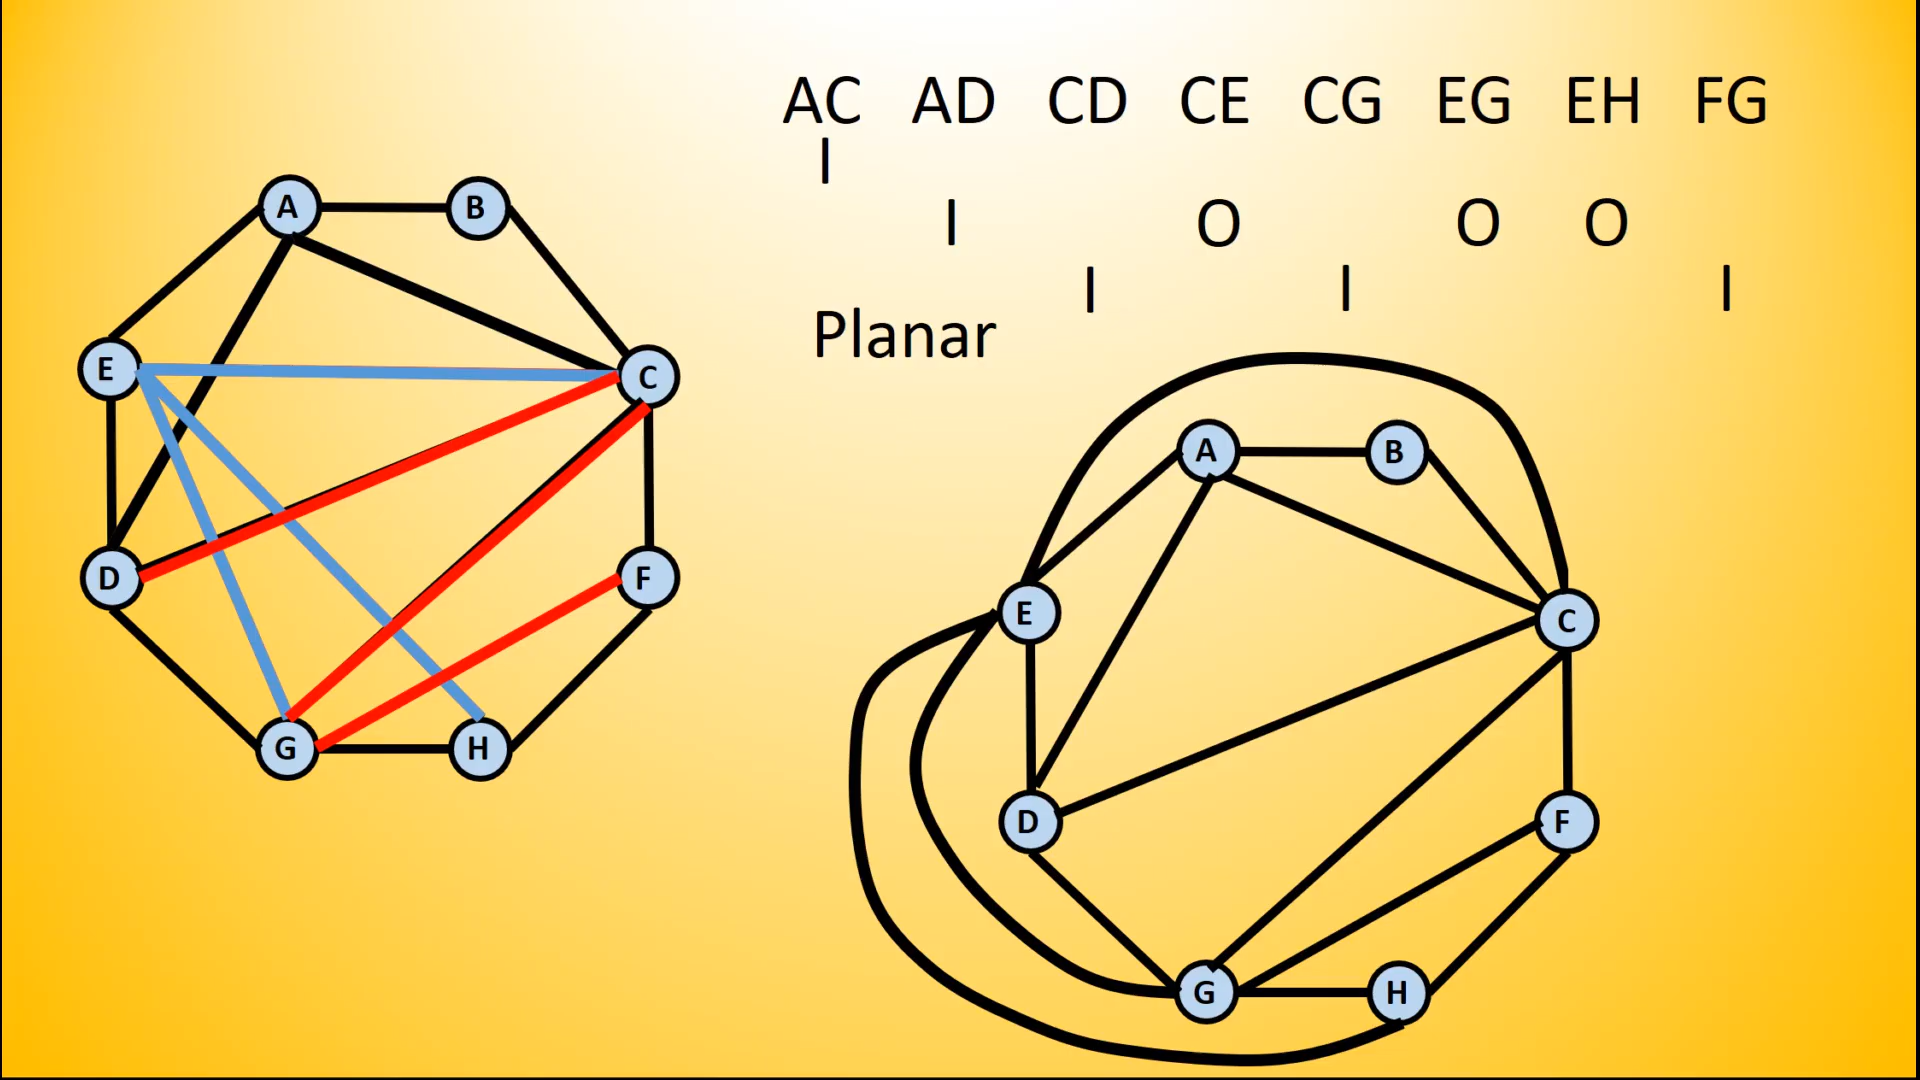 AC AD CD CE CG EG EH FG
I
I O O O
I I I
Planar
A B
E C
D F
G H
A B
E C
D F
G H